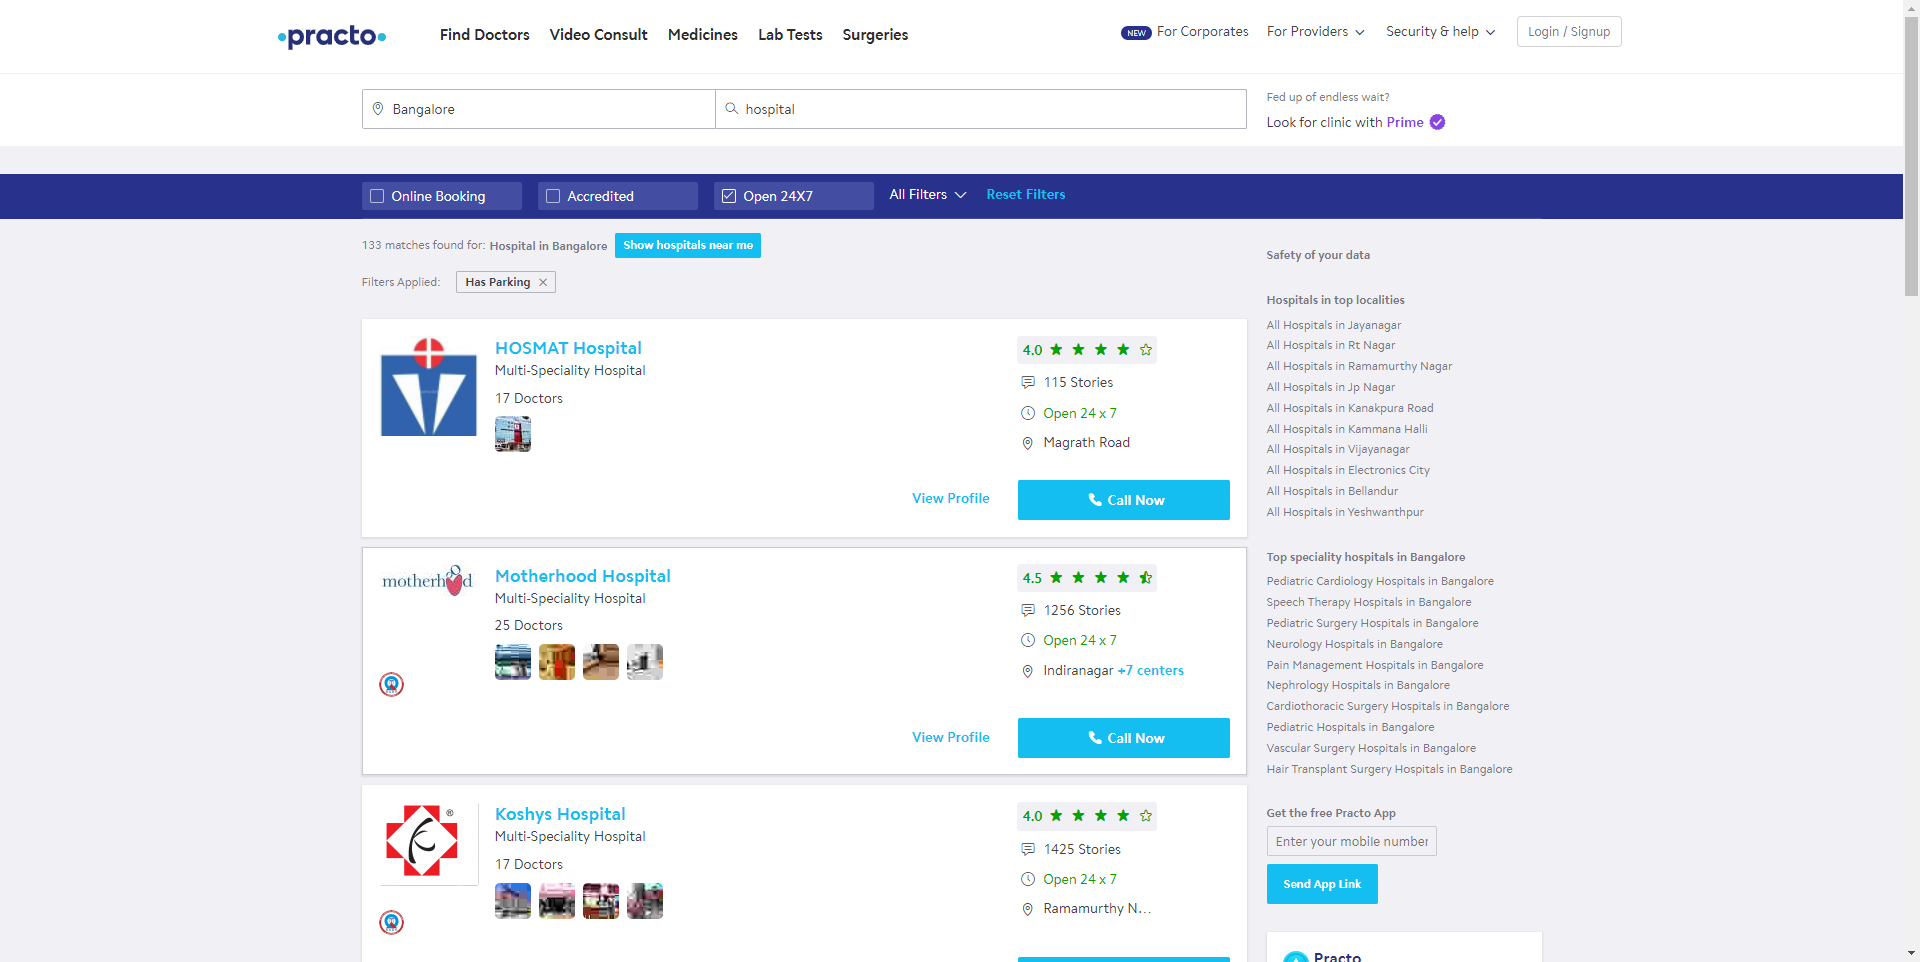 practo
Find Doctors
Video Consult
Medicines
Lab Tests
Surgeries
NEW For Corporates
For Providers
Security & help
Login / Signup
Bangalore
hospital
Fed up of endless wait?
Look for clinic with Prime
Online Booking
Accredited
Open 24X7
All Filters
Reset Filters
133 matches found for: Hospital in Bangalore
Show hospitals near me
Filters Applied:
Has Parking
HOSMAT Hospital
Multi-Speciality Hospital
17 Doctors
4.0
115 Stories
Open 24 x 7
Magrath Road
View Profile
Call Now
motherhood
Motherhood Hospital
Multi-Speciality Hospital
25 Doctors
4.5
1256 Stories
Open 24 x 7
Indiranagar +7 centers
View Profile
Call Now
®
Koshys Hospital
Multi-Speciality Hospital
17 Doctors
4.0
1425 Stories
Open 24 x 7
Ramamurthy N...
Safety of your data
Hospitals in top localities
All Hospitals in Jayanagar
All Hospitals in Rt Nagar
All Hospitals in Ramamurthy Nagar
All Hospitals in Jp Nagar
All Hospitals in Kanakpura Road
All Hospitals in Kammana Halli
All Hospitals in Vijayanagar
All Hospitals in Electronics City
All Hospitals in Bellandur
All Hospitals in Yeshwanthpur
Top speciality hospitals in Bangalore
Pediatric Cardiology Hospitals in Bangalore
Speech Therapy Hospitals in Bangalore
Pediatric Surgery Hospitals in Bangalore
Neurology Hospitals in Bangalore
Pain Management Hospitals in Bangalore
Nephrology Hospitals in Bangalore
Cardiothoracic Surgery Hospitals in Bangalore
Pediatric Hospitals in Bangalore
Vascular Surgery Hospitals in Bangalore
Hair Transplant Surgery Hospitals in Bangalore
Get the free Practo App
Enter your mobile number
Send App Link
Practo